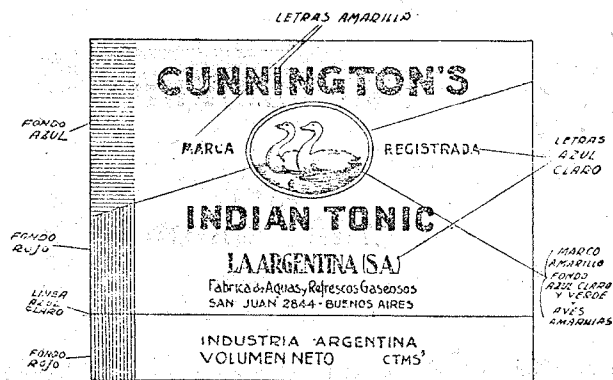 LETRAS AMARILLA
CUNNINGTON'S
FONDO
AZUL
MARCA
REGISTRADA
LETRAS
AZUL
CLARO
INDIAN TONIC
FONDO
ROJO
LA ARGENTINA (S.A.)
Fabrica de Aguas y Refrescos Gaseosos
SAN JUAN 2844 - BUENOS AIRES
MARCO
AMARILLO
FONDO
AZUL CLARO
Y VERDE
Y
AVES
AMARILLAS
LINEA
AZUL
CLARO
FONDO
ROJO
INDUSTRIA ARGENTINA
VOLUMEN NETO CTMS³